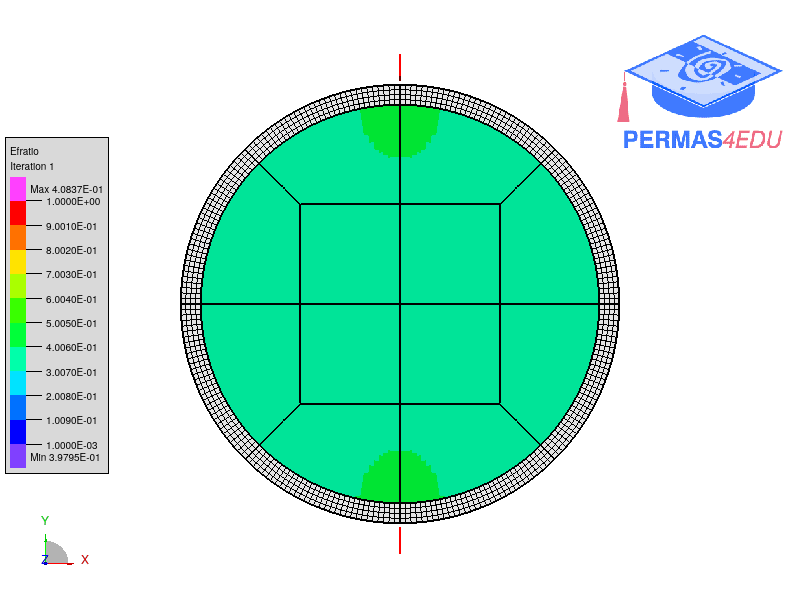 PERMAS4EDU
Efratio
Iteration 1
Max 4.0837E-01
1.0000E+00
9.0010E-01
8.0020E-01
7.0030E-01
6.0040E-01
5.0050E-01
4.0060E-01
3.0070E-01
2.0080E-01
1.0090E-01
1.0000E-03
Min 3.9795E-01
Y
Z
X